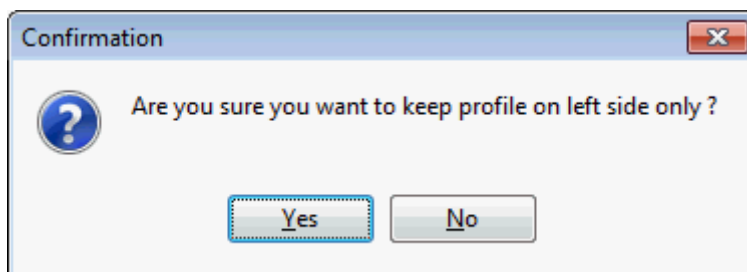 Confirmation
Are you sure you want to keep profile on left side only ?
Yes
No